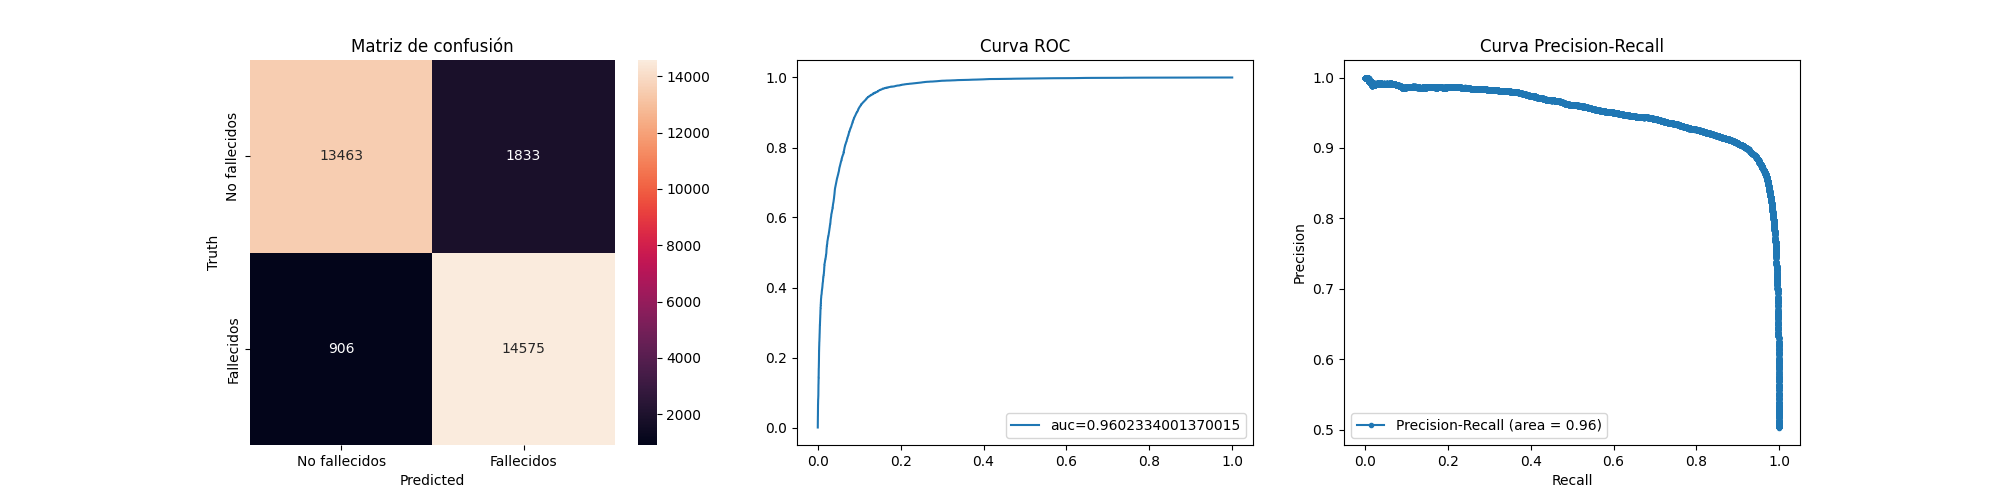 Matriz de confusión
No fallecidos
Fallecidos
Truth
13463
1833
906
14575
No fallecidos
Fallecidos
Predicted
14000
12000
10000
8000
6000
4000
2000
Curva ROC
1.0
0.8
0.6
0.4
0.2
0.0
0.0
0.2
0.4
0.6
0.8
1.0
auc=0.9602334001370015
Curva Precision-Recall
Precision
1.0
0.9
0.8
0.7
0.6
0.5
0.0
0.2
0.4
0.6
0.8
1.0
Precision-Recall (area = 0.96)
Recall